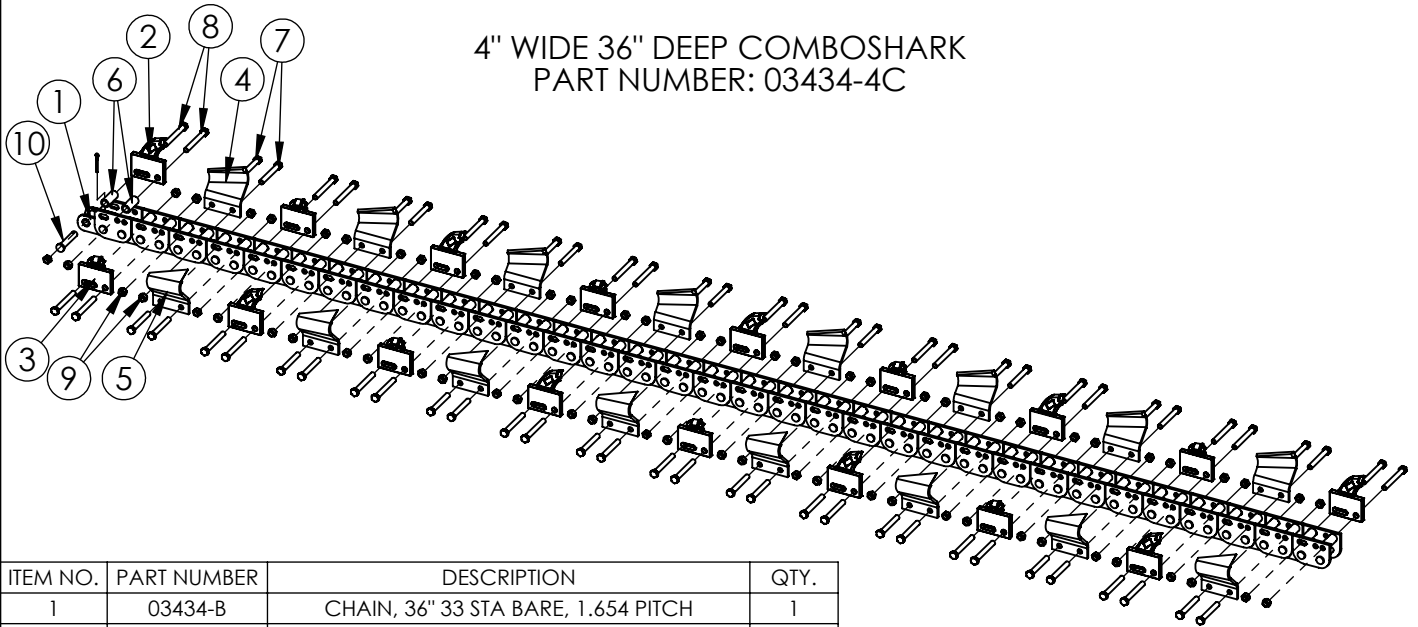 4" WIDE 36" DEEP COMBOSHARK
PART NUMBER: 03434-4C
2
8
7
6
4
1
10
3
9
5
ITEM NO. PART NUMBER DESCRIPTION QTY.
1 03434-B CHAIN, 36" 33 STA BARE, 1.654 PITCH 1